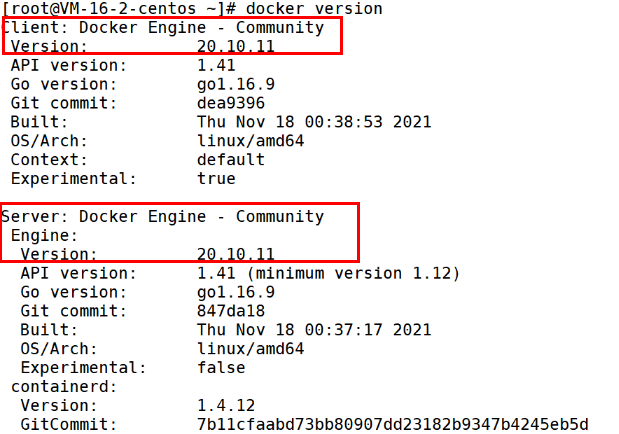 [root@VM-16-2-centos ~]# docker version
Client: Docker Engine - Community
 Version:           20.10.11
 API version:       1.41
 Go version:        go1.16.9
 Git commit:        dea9396
 Built:             Thu Nov 18 00:38:53 2021
 OS/Arch:           linux/amd64
 Context:           default
 Experimental:      true

Server: Docker Engine - Community
 Engine:
  Version:          20.10.11
  API version:      1.41 (minimum version 1.12)
  Go version:       go1.16.9
  Git commit:       847da18
  Built:            Thu Nov 18 00:37:17 2021
  OS/Arch:          linux/amd64
  Experimental:     false
 containerd:
  Version:          1.4.12
  GitCommit:        7b11cfaabd73bb80907dd23182b9347b4245eb5d